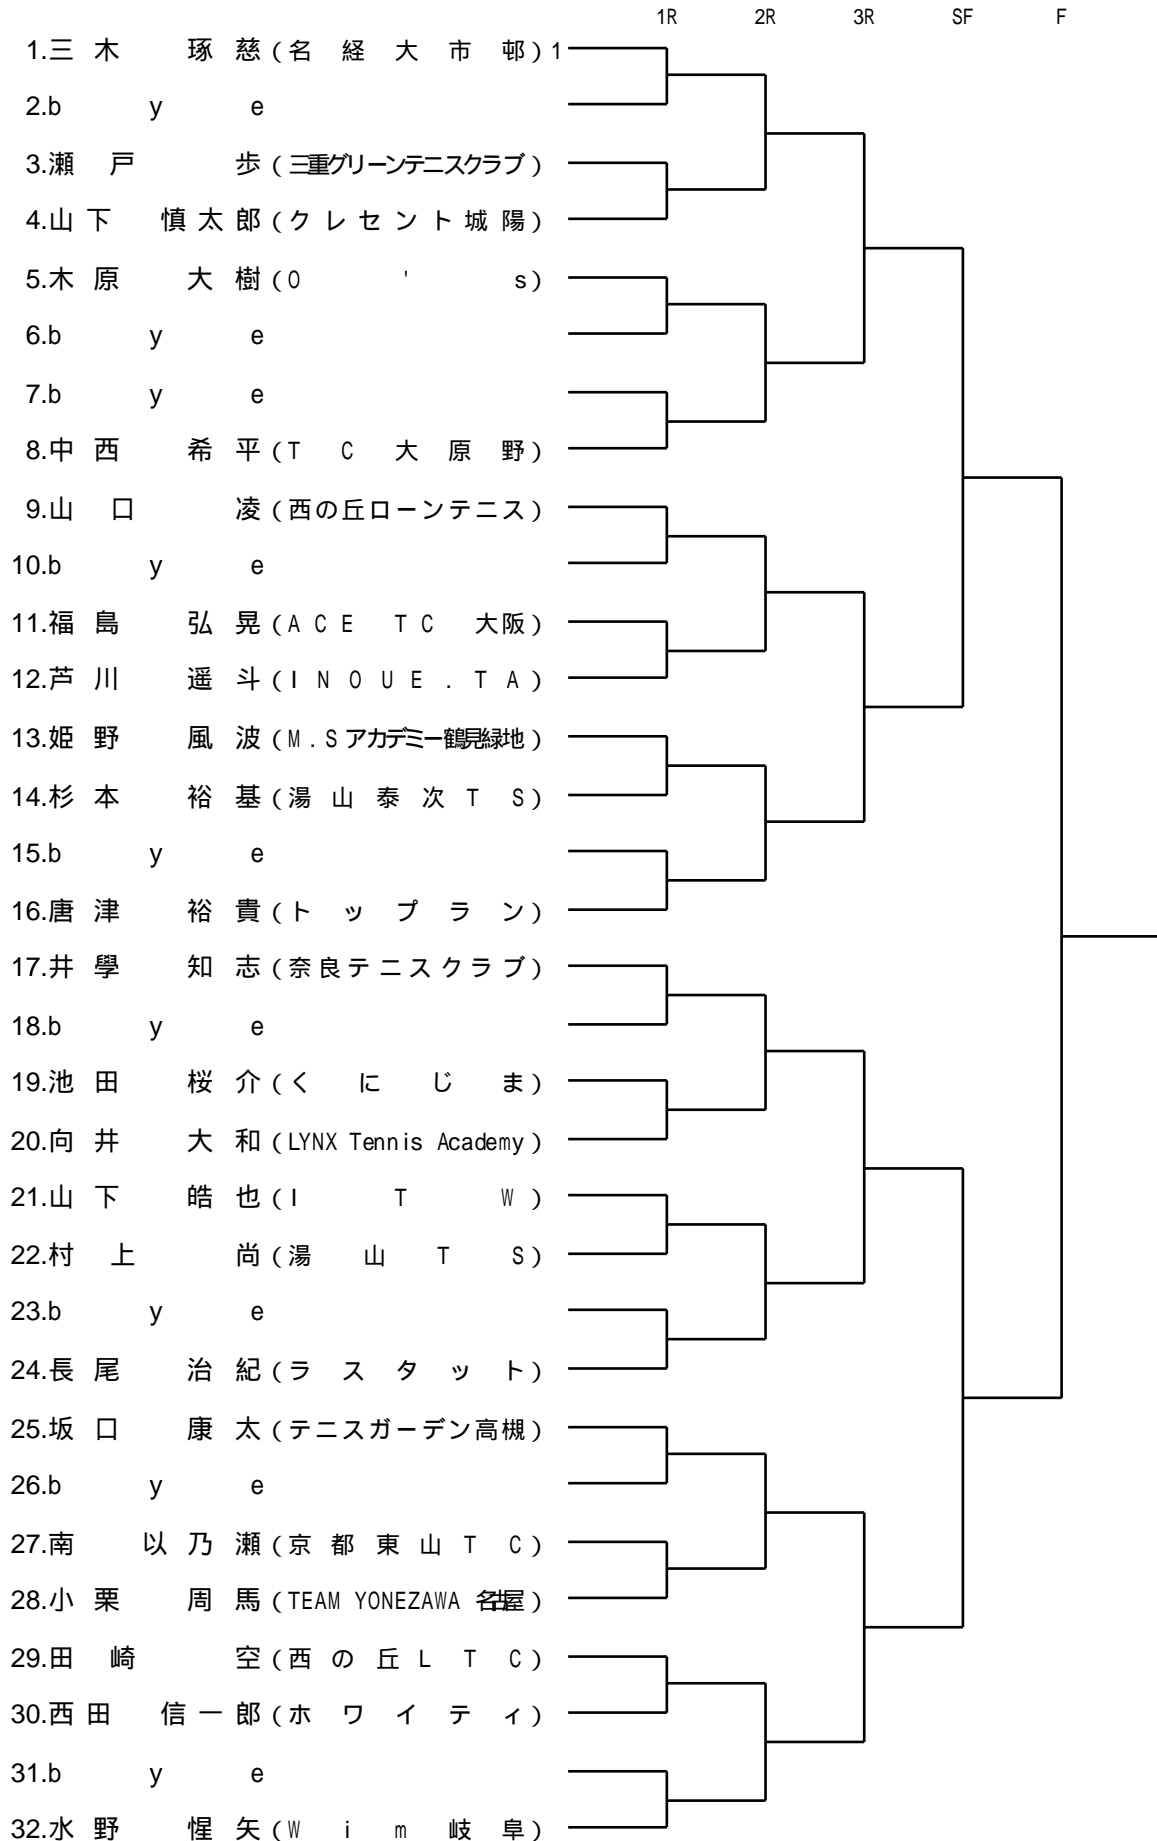 1R 2R 3R SF F
1.三木 琢慈(名経大市邨)1
2.bye
3.瀬戸 歩(三重グリーンテニスクラブ)
4.山下 慎太郎(クレセント城陽)
5.木原 大樹(O's)
6.bye
7.bye
8.中西 希平(TC大原野)
9.山口 凌(西の丘ローンテニス)
10.bye
11.福島 弘晃(ACE TC 大阪)
12.芦川 遥斗(INOUE.TA)
13.姫野 風波(M.Sアカデミー鶴見緑地)
14.杉本 裕基(湯山泰次TS)
15.bye
16.唐津 裕貴(トップラン)
17.井學 知志(奈良テニスクラブ)
18.bye
19.池田 桜介(くにじま)
20.向井 大和(LYNX Tennis Academy)
21.山下 皓也(ITW)
22.村上 尚(湯山TS)
23.bye
24.長尾 治紀(ラスタット)
25.坂口 康太(テニスガーデン高槻)
26.bye
27.南 以乃瀬(京都東山TC)
28.小栗 周馬(TEAM YONEZAWA 名古屋)
29.田崎 空(西の丘LTC)
30.西田 信一郎(ホワイティ)
31.bye
32.水野 惺矢(Wim岐阜)